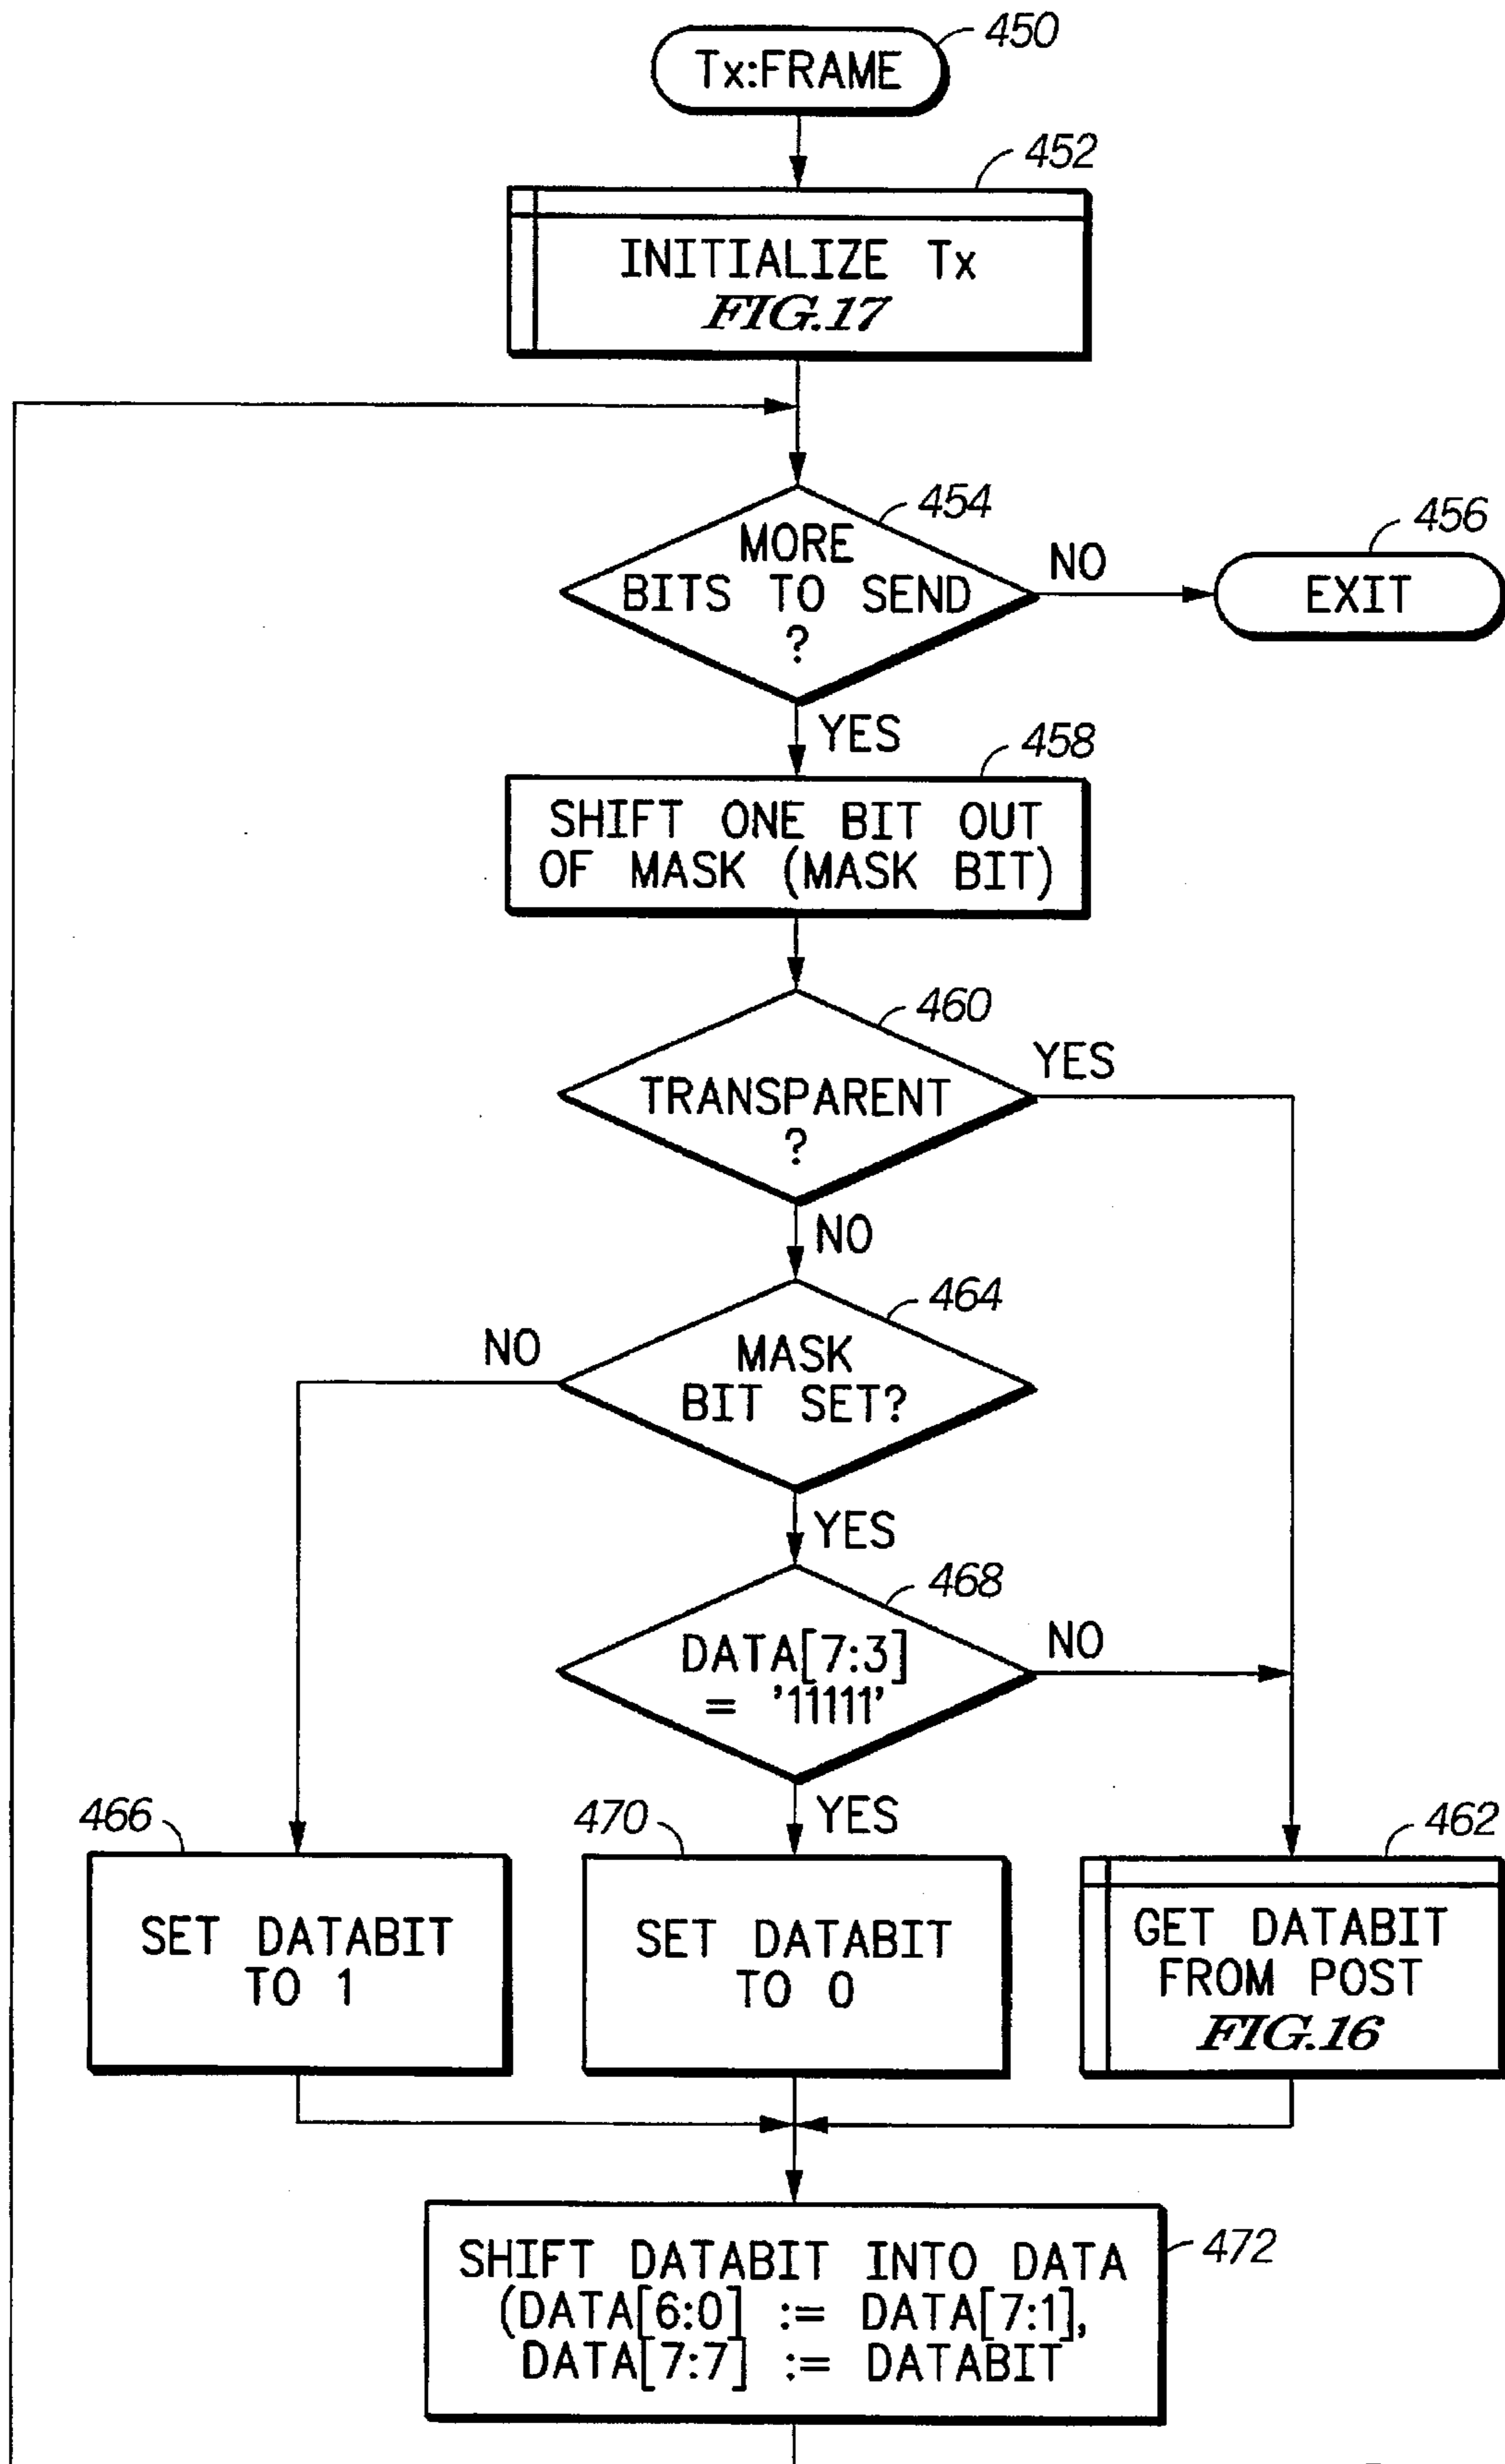 450
Tx:FRAME
452
INITIALIZE Tx
FIG.17
454
MORE
BITS TO SEND
?
NO
456
EXIT
YES
458
SHIFT ONE BIT OUT
OF MASK (MASK BIT)
460
TRANSPARENT
?
YES
NO
464
MASK
BIT SET?
NO
YES
468
DATA[7:3]
= '11111'
NO
YES
466
SET DATABIT
TO 1
470
SET DATABIT
TO 0
462
GET DATABIT
FROM POST
FIG.16
472
SHIFT DATABIT INTO DATA
(DATA[6:0] := DATA[7:1],
DATA[7:7] := DATABIT